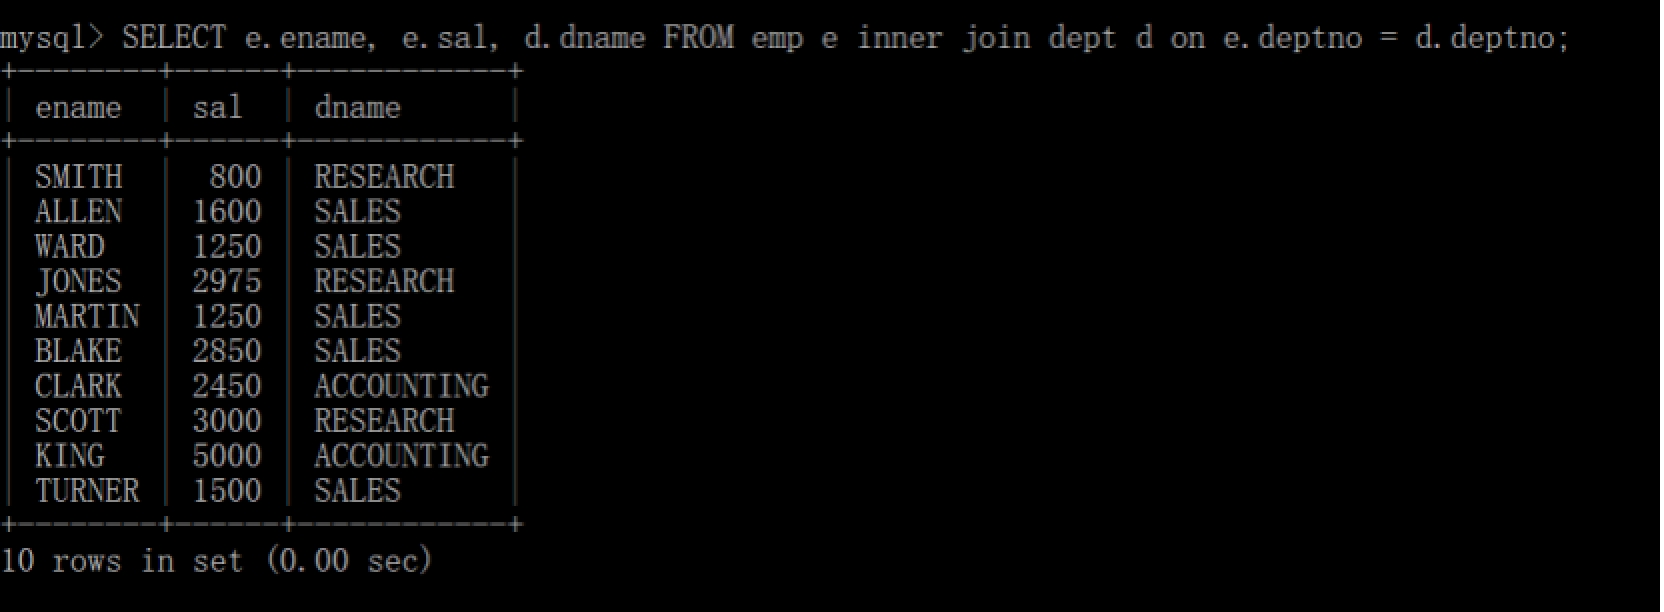 mysql> SELECT e.ename, e.sal, d.dname FROM emp e inner join dept d on e.deptno = d.deptno;
+--------+------+------------+
| ename  | sal  | dname      |
+--------+------+------------+
| SMITH  |  800 | RESEARCH   |
| ALLEN  | 1600 | SALES      |
| WARD   | 1250 | SALES      |
| JONES  | 2975 | RESEARCH   |
| MARTIN | 1250 | SALES      |
| BLAKE  | 2850 | SALES      |
| CLARK  | 2450 | ACCOUNTING |
| SCOTT  | 3000 | RESEARCH   |
| KING   | 5000 | ACCOUNTING |
| TURNER | 1500 | SALES      |
+--------+------+------------+
10 rows in set (0.00 sec)